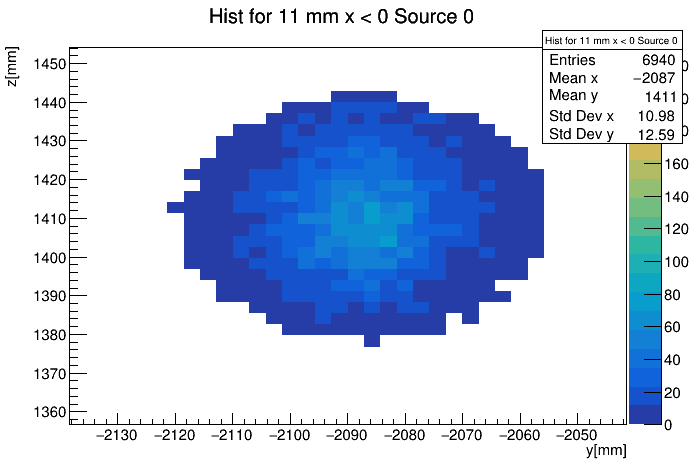 Hist for 11 mm x < 0 Source 0
z[mm]
1450
1440
1430
1420
1410
1400
1390
1380
1370
1360
−2130 −2120 −2110 −2100 −2090 −2080 −2070 −2060 −2050
y[mm]
Hist for 11 mm x < 0 Source 0
Entries 6940
Mean x −2087
Mean y 1411
Std Dev x 10.98
Std Dev y 12.59
160
140
120
100
80
60
40
20
0